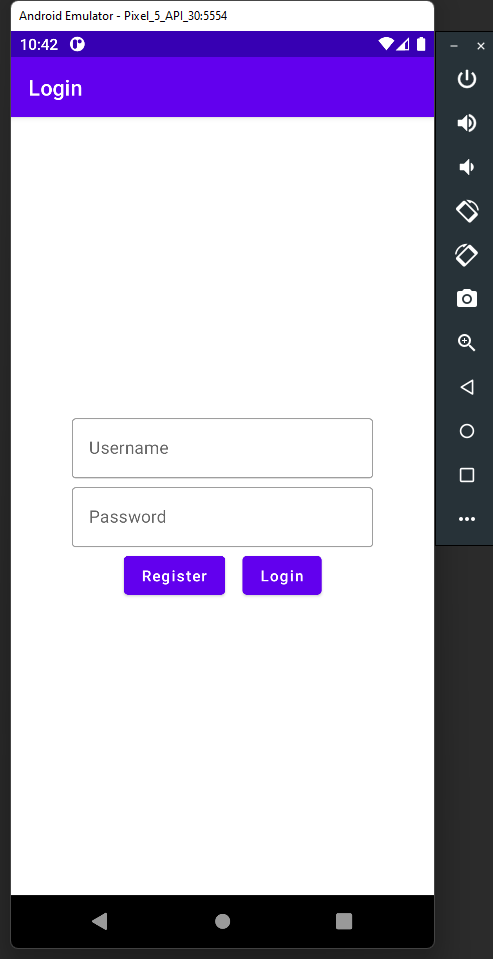 Android Emulator - Pixel_5_API_30:5554
10:42
Login
Username
Password
Register Login